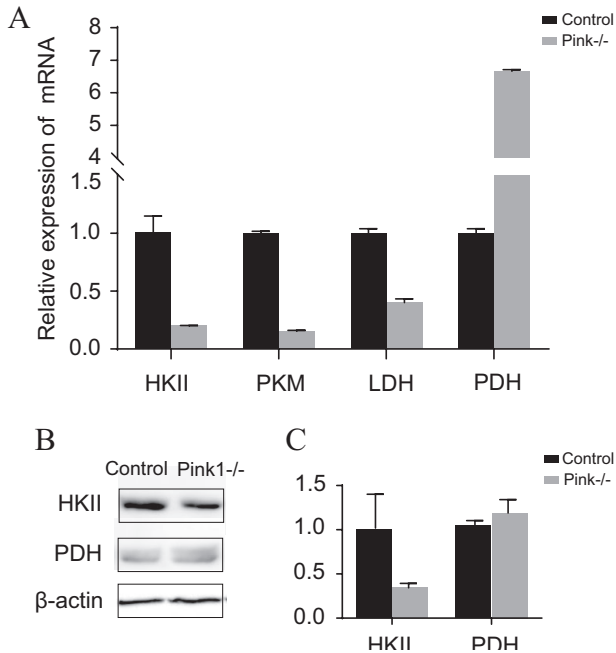 A
Control
Pink-/-
Relative expression of mRNA
8
7
6
5
4
1.5
1.0
0.5
0.0
HKII PKM LDH PDH
B
Control Pink1-/-
HKII
PDH
β-actin
C
Control
Pink-/-
1.5
1.0
0.5
0.0
HKII PDH